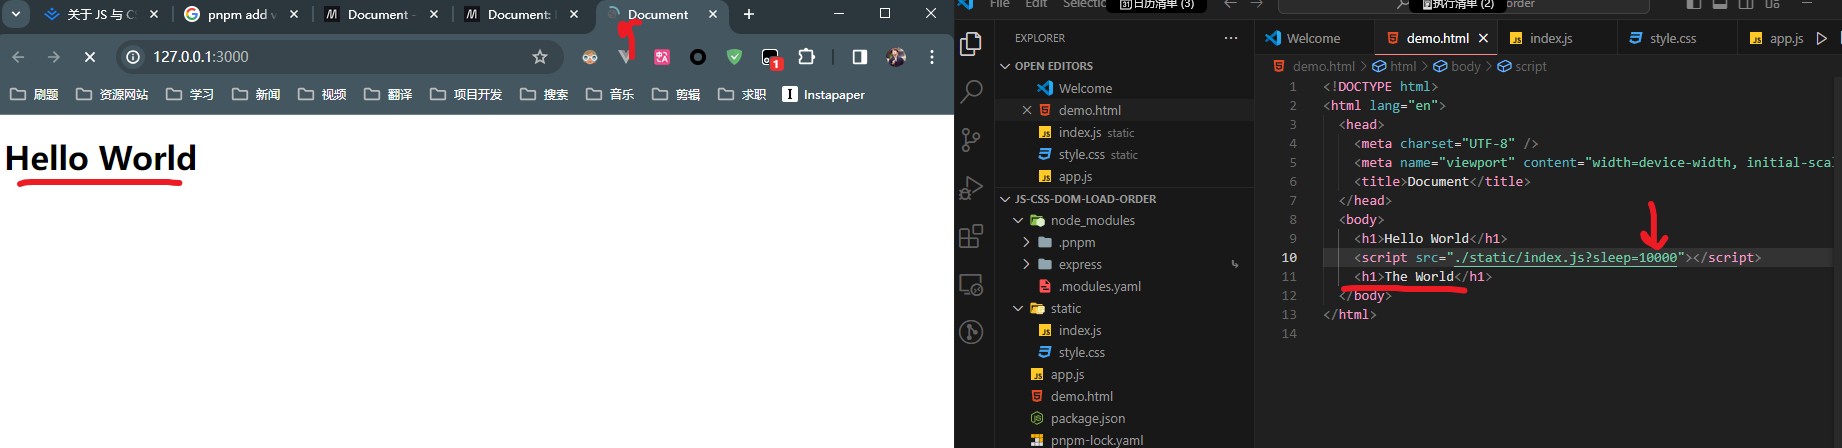 关于 JS 与 CS
pnpm add v
Document -
Document: 
Document
127.0.0.1:3000
1
刷题
资源网站
学习
新闻
视频
翻译
项目开发
搜索
音乐
剪辑
求职
Instapaper
Hello World
File
Edit
Selectio
日历清单 (3)
执行清单 (2)
order
EXPLORER
OPEN EDITORS
Welcome
demo.html
index.js static
style.css static
app.js
JS-CSS-DOM-LOAD-ORDER
node_modules
.pnpm
express
.modules.yaml
static
index.js
style.css
app.js
demo.html
package.json
pnpm-lock.yaml
Welcome
demo.html
index.js
style.css
app.js
demo.html > html > body > script
1 <!DOCTYPE html>
2 <html lang="en">
3 <head>
4 <meta charset="UTF-8" />
5 <meta name="viewport" content="width=device-width, initial-scal
6 <title>Document</title>
7 </head>
8 <body>
9 <h1>Hello World</h1>
10 <script src="./static/index.js?sleep=10000"></script>
11 <h1>The World</h1>
12 </body>
13 </html>
14